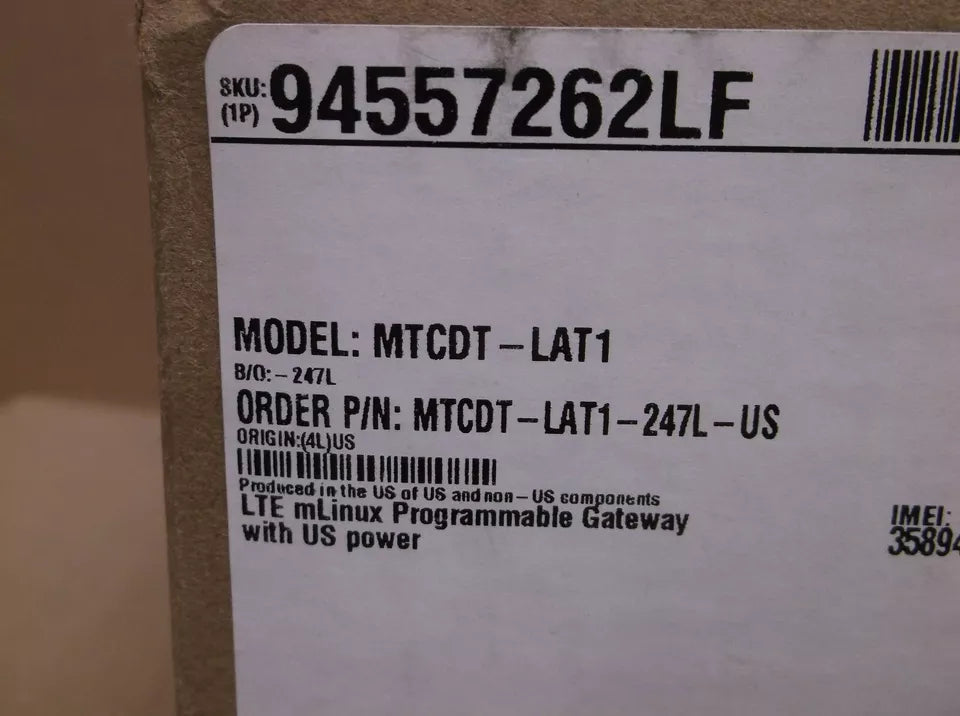 SKU: 94557262LF
(1P)
MODEL: MTCDT-LAT1
B/O:-247L
ORDER P/N: MTCDT-LAT1-247L-US
ORIGIN:(4L)US
Produced in the US of US and non-US components
LTE mLinux Programmable Gateway
with US power
IMEI:
35894